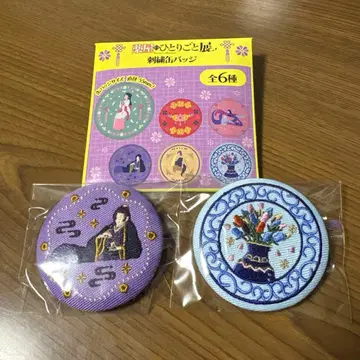 薬屋のひとりごと展
刺繍缶バッジ
全6種